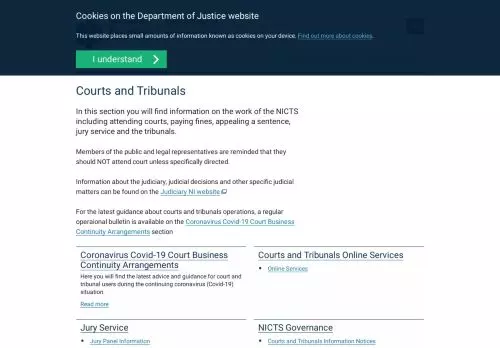 Cookies on the Department of Justice website
This website places small amounts of information known as cookies on your device. Find out more about cookies.
I understand
Courts and Tribunals
In this section you will find information on the work of the NICTS
including attending courts, paying fines, appealing a sentence,
jury service and the tribunals.
Members of the public and legal representatives are reminded that they
should NOT attend court unless specifically directed.
Information about the judiciary, judicial decisions and other specific judicial
matters can be found on the Judiciary NI website
For the latest guidance about courts and tribunals operations, a regular
operaional bulletin is available on the Coronavirus Covid-19 Court Business
Continuity Arrangements section
Coronavirus Covid-19 Court Business
Continuity Arrangements
Here you will find the latest advice and guidance for court and
tribunal users during the continuing coronavirus (Covid-19)
situation
Read more
Courts and Tribunals Online Services
Online Services
Jury Service
Jury Panel Information
NICTS Governance
Courts and Tribunals Information Notices